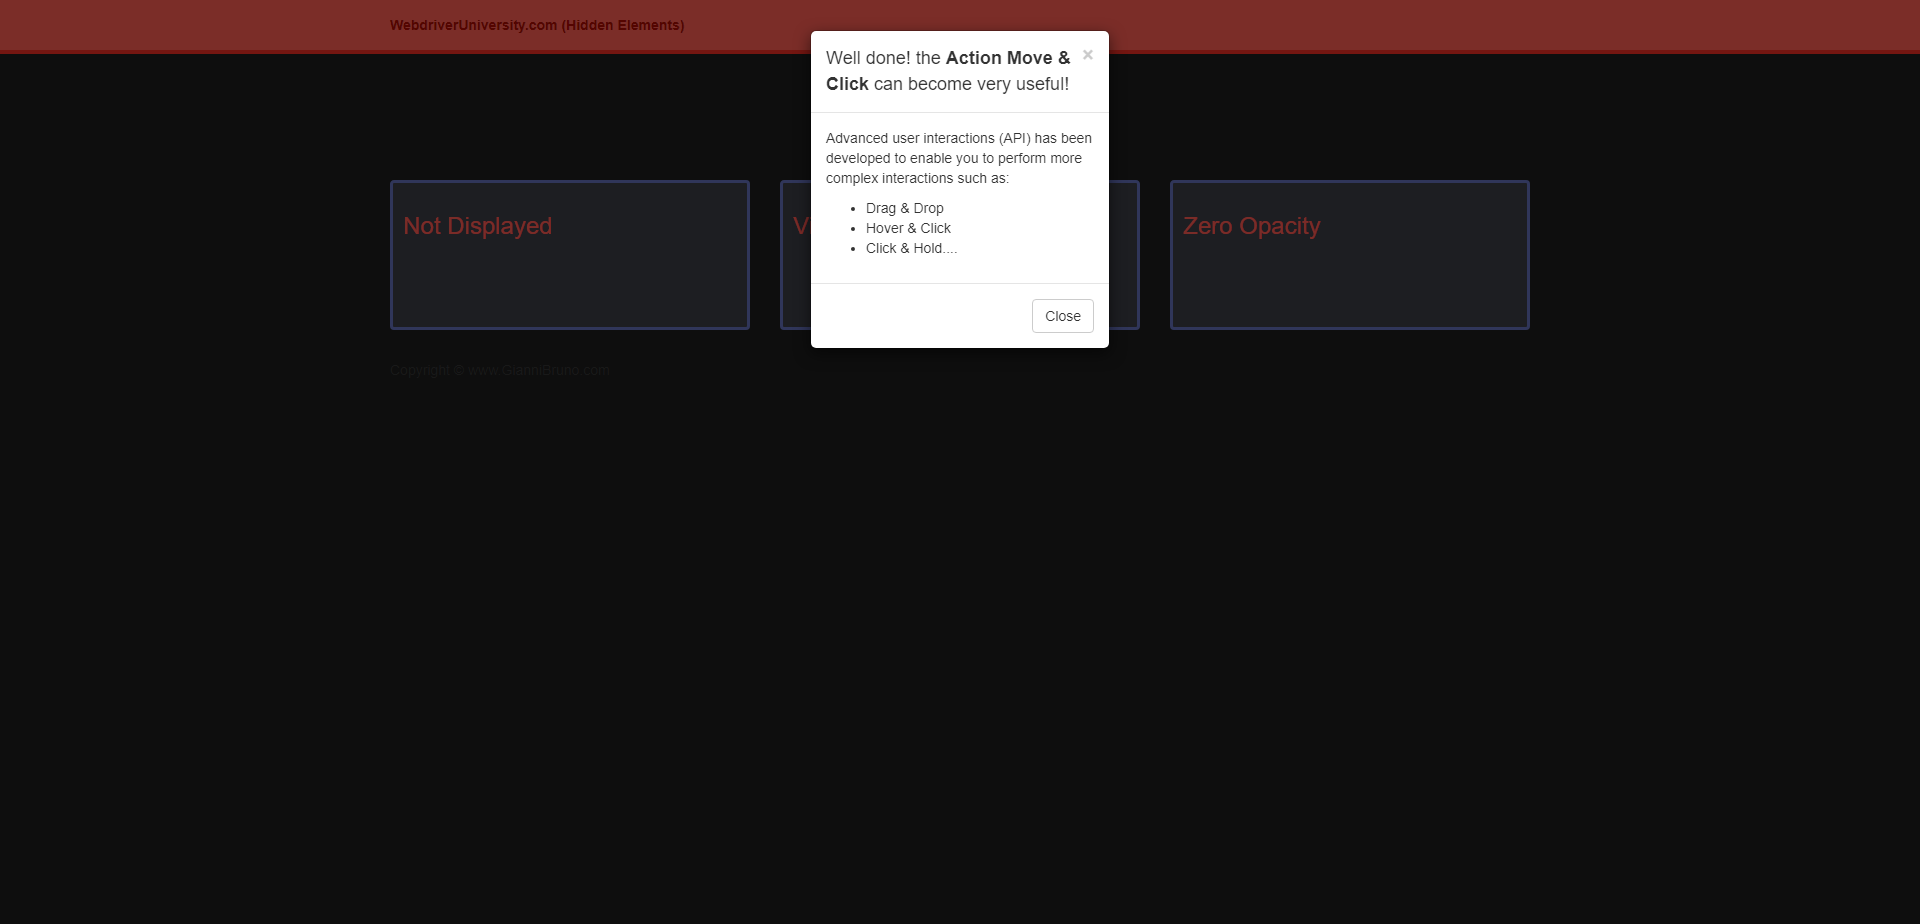 WebdriverUniversity.com (Hidden Elements)
Well done! the Action Move &
Click can become very useful!
×
Advanced user interactions (API) has been
developed to enable you to perform more
complex interactions such as:
• Drag & Drop
• Hover & Click
• Click & Hold....
Close
Not Displayed
V
Zero Opacity
Copyright © www.GianniBruno.com